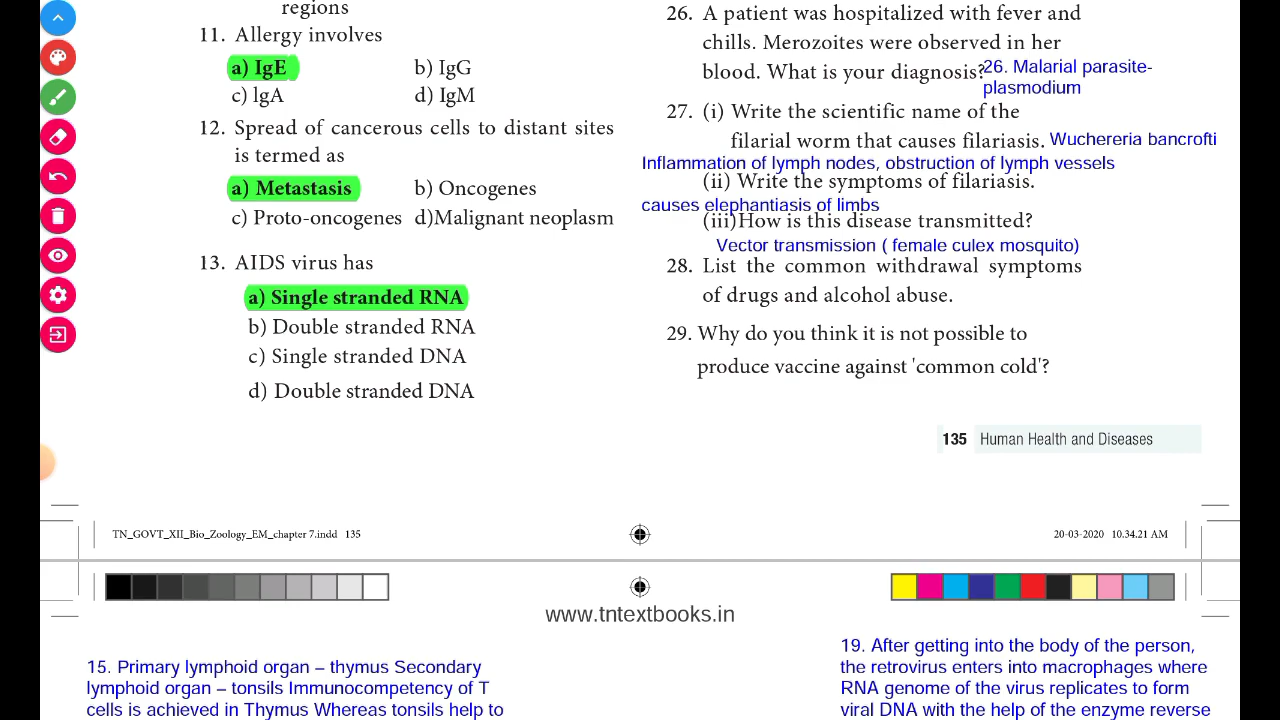 regions
11. Allergy involves
a) IgE b) IgG
c) lgA d) IgM
12. Spread of cancerous cells to distant sites
is termed as
a) Metastasis b) Oncogenes
c) Proto-oncogenes d)Malignant neoplasm
13. AIDS virus has
a) Single stranded RNA
b) Double stranded RNA
c) Single stranded DNA
d) Double stranded DNA
26. A patient was hospitalized with fever and
chills. Merozoites were observed in her
blood. What is your diagnosis?
26. Malarial parasite-
plasmodium
27. (i) Write the scientific name of the
filarial worm that causes filariasis. Wuchereria bancrofti
Inflammation of lymph nodes, obstruction of lymph vessels
(ii) Write the symptoms of filariasis.
causes elephantiasis of limbs
(iii)How is this disease transmitted?
Vector transmission ( female culex mosquito)
28. List the common withdrawal symptoms
of drugs and alcohol abuse.
29. Why do you think it is not possible to
produce vaccine against 'common cold'?
135 Human Health and Diseases
TN_GOVT_XII_Bio_Zoology_EM_chapter 7.indd 135
20-03-2020 10.34.21 AM
www.tntextbooks.in
15. Primary lymphoid organ – thymus Secondary
lymphoid organ – tonsils Immunocompetency of T
cells is achieved in Thymus Whereas tonsils help to
19. After getting into the body of the person,
the retrovirus enters into macrophages where
RNA genome of the virus replicates to form
viral DNA with the help of the enzyme reverse